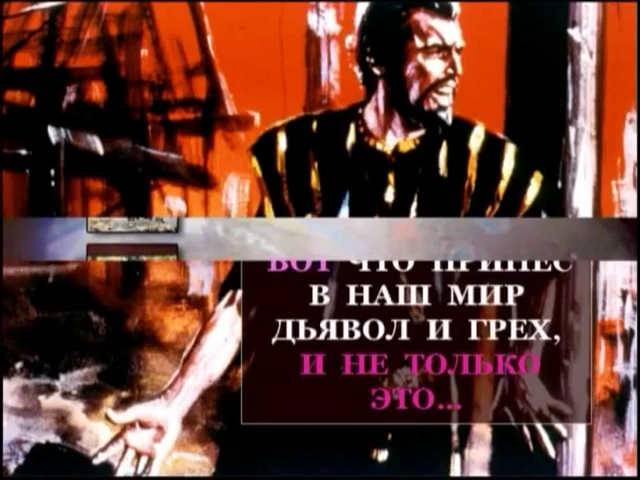 ВОТ ЧТО ПРИНЕС
В НАШ МИР
ДЬЯВОЛ И ГРЕХ,
И НЕ ТОЛЬКО
ЭТО...